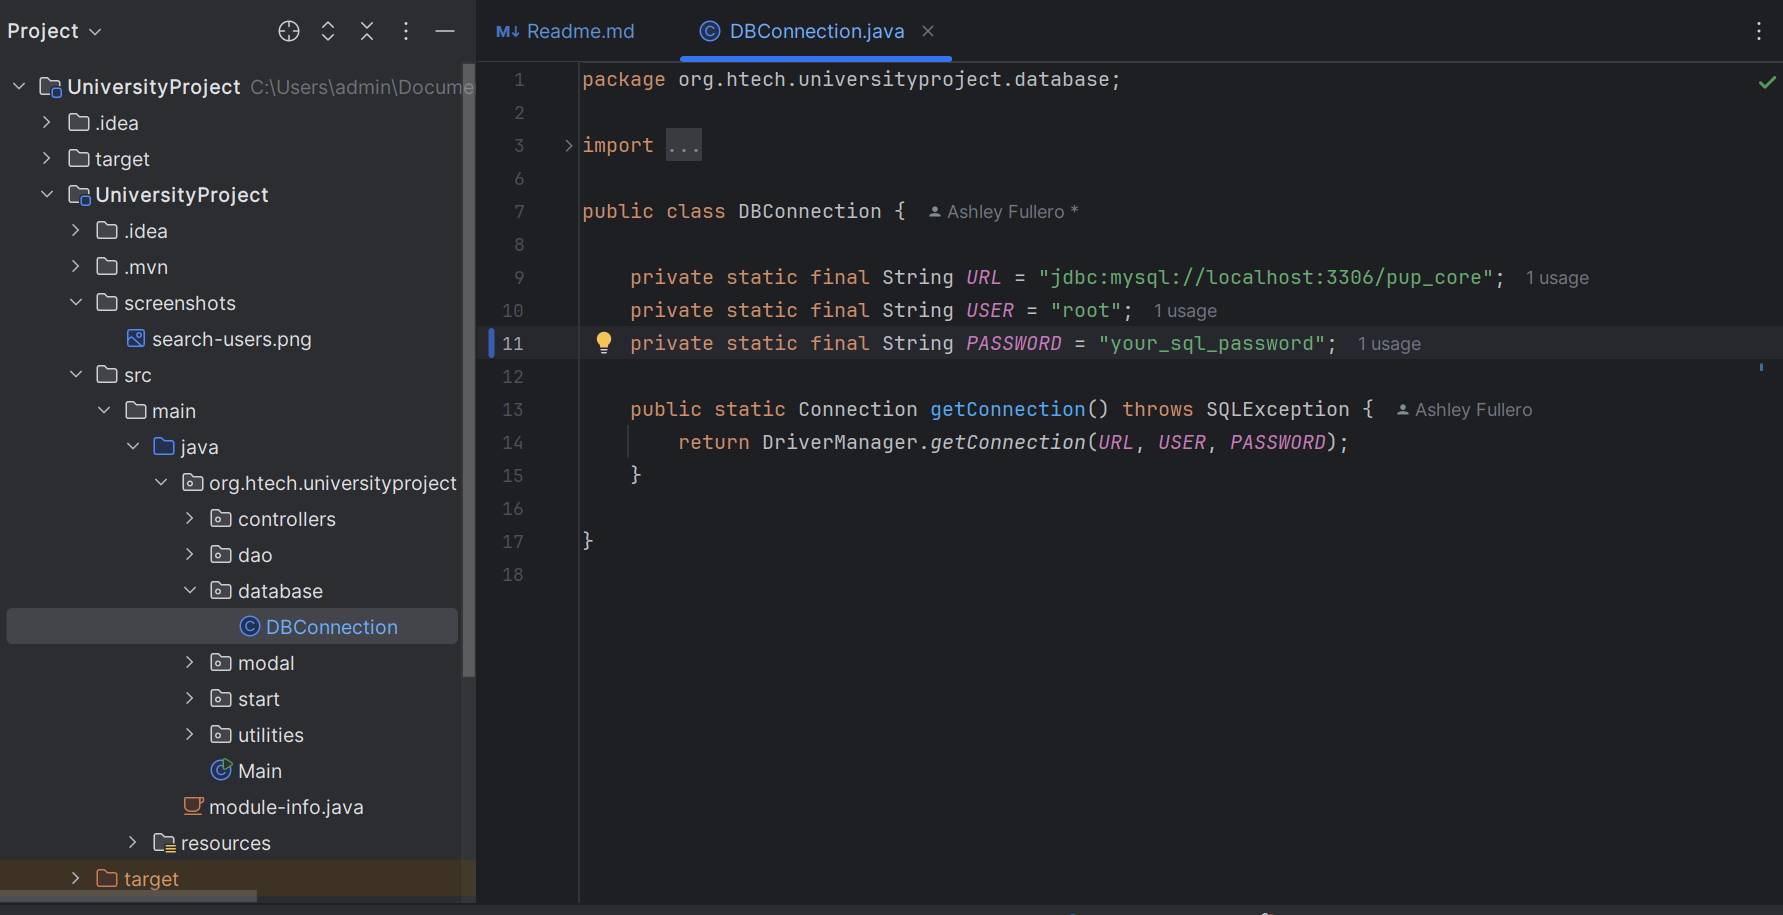 Project
UniversityProject C:\Users\admin\Docume
.idea
target
UniversityProject
.idea
.mvn
screenshots
search-users.png
src
main
java
org.htech.universityproject
controllers
dao
database
DBConnection
modal
start
utilities
Main
module-info.java
resources
target
M↓ Readme.md
DBConnection.java
1 package org.htech.universityproject.database;
2
3 import ...
6
7 public class DBConnection { Ashley Fullero *
8
9 private static final String URL = "jdbc:mysql://localhost:3306/pup_core"; 1 usage
10 private static final String USER = "root"; 1 usage
11 private static final String PASSWORD = "your_sql_password"; 1 usage
12
13 public static Connection getConnection() throws SQLException { Ashley Fullero
14 return DriverManager.getConnection(URL, USER, PASSWORD);
15 }
16
17 }
18